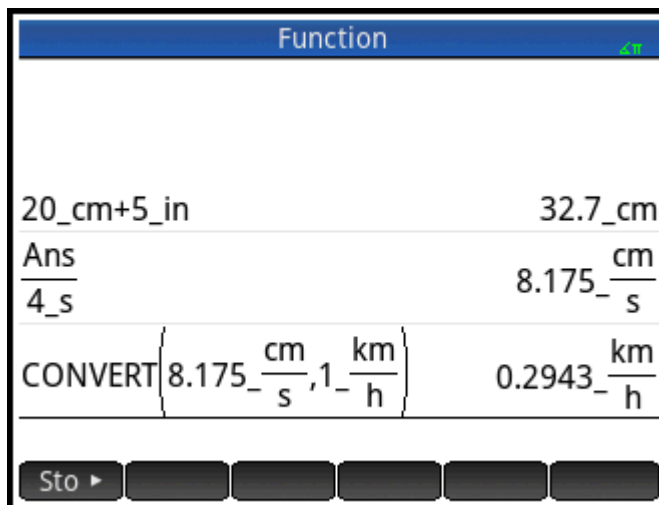 Function
∡π
20_cm+5_in 32.7_cm
Ans/4_s 8.175_cm/s
CONVERT(8.175_cm/s,1_km/h) 0.2943_km/h
Sto ▸